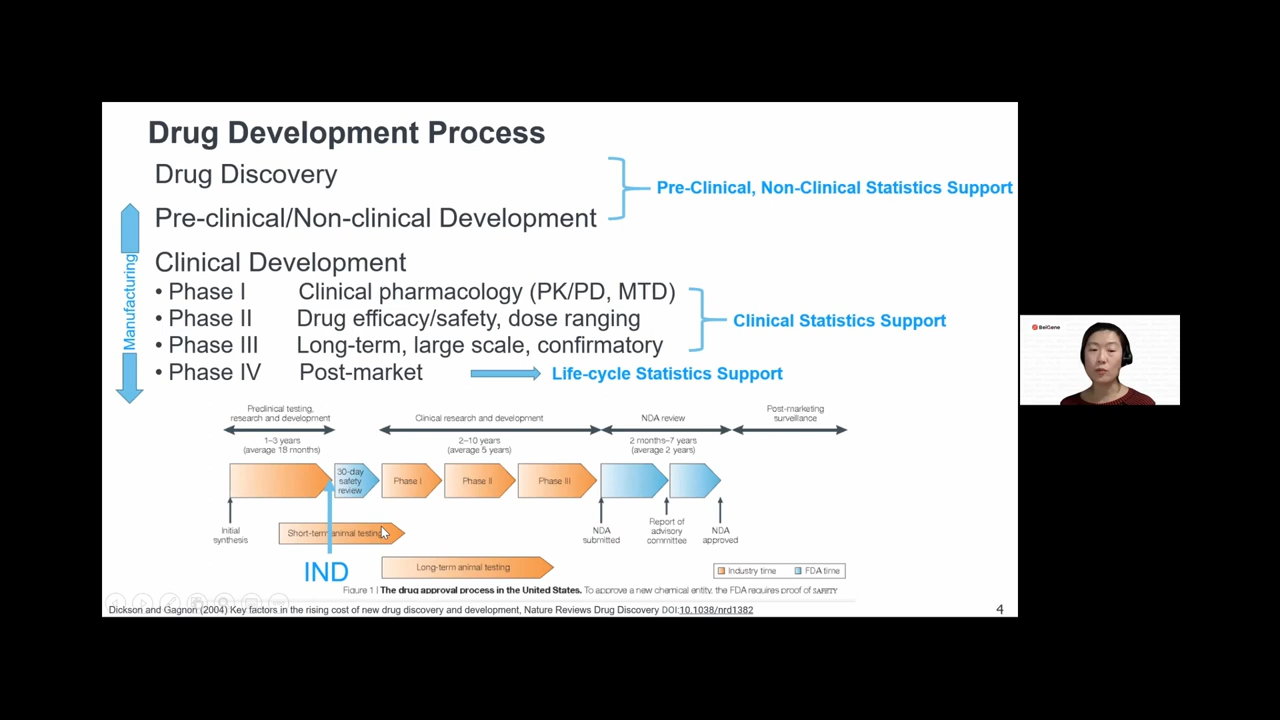 Drug Development Process
Drug Discovery
Pre-clinical/Non-clinical Development
Pre-Clinical, Non-Clinical Statistics Support
Manufacturing
Clinical Development
• Phase I Clinical pharmacology (PK/PD, MTD)
• Phase II Drug efficacy/safety, dose ranging
• Phase III Long-term, large scale, confirmatory
Clinical Statistics Support
• Phase IV Post-market
Life-cycle Statistics Support
Preclinical testing,
research and development
Clinical research and development
NDA review
Post-marketing
surveillance
1–3 years
(average 18 months)
2–10 years
(average 5 years)
2 months–7 years
(average 2 years)
30-day
safety
review
Phase I
Phase II
Phase III
Initial
synthesis
Short-term animal testing
NDA
submitted
Report of
advisory
committee
NDA
approved
IND
Long-term animal testing
Industry time
FDA time
Figure 1 | The drug approval process in the United States. To approve a new chemical entity, the FDA requires proof of SAFETY
Dickson and Gagnon (2004) Key factors in the rising cost of new drug discovery and development, Nature Reviews Drug Discovery DOI:10.1038/nrd1382
4
BeiGene